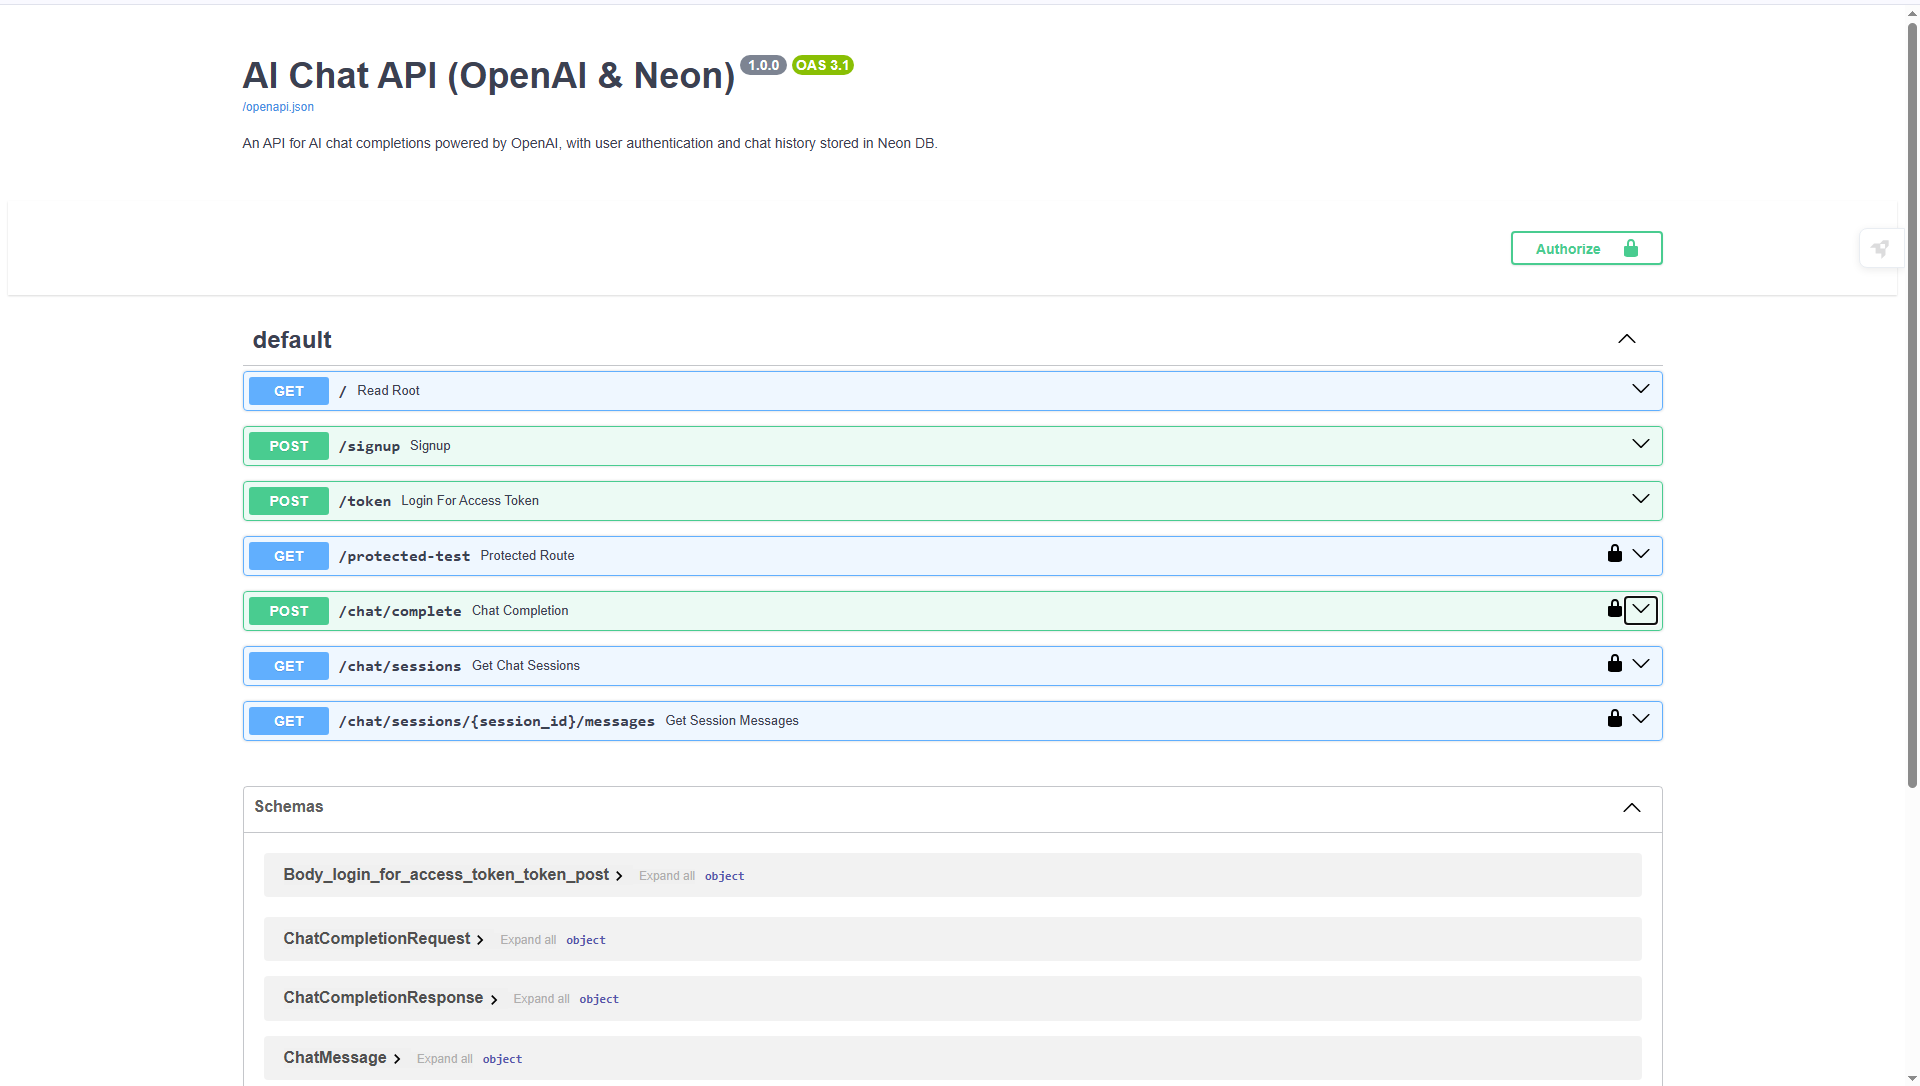 AI Chat API (OpenAI & Neon) 1.0.0 OAS 3.1
/openapi.json
An API for AI chat completions powered by OpenAI, with user authentication and chat history stored in Neon DB.
Authorize
default
GET / Read Root
POST /signup Signup
POST /token Login For Access Token
GET /protected-test Protected Route
POST /chat/complete Chat Completion
GET /chat/sessions Get Chat Sessions
GET /chat/sessions/{session_id}/messages Get Session Messages
Schemas
Body_login_for_access_token_token_post Expand all object
ChatCompletionRequest Expand all object
ChatCompletionResponse Expand all object
ChatMessage Expand all object